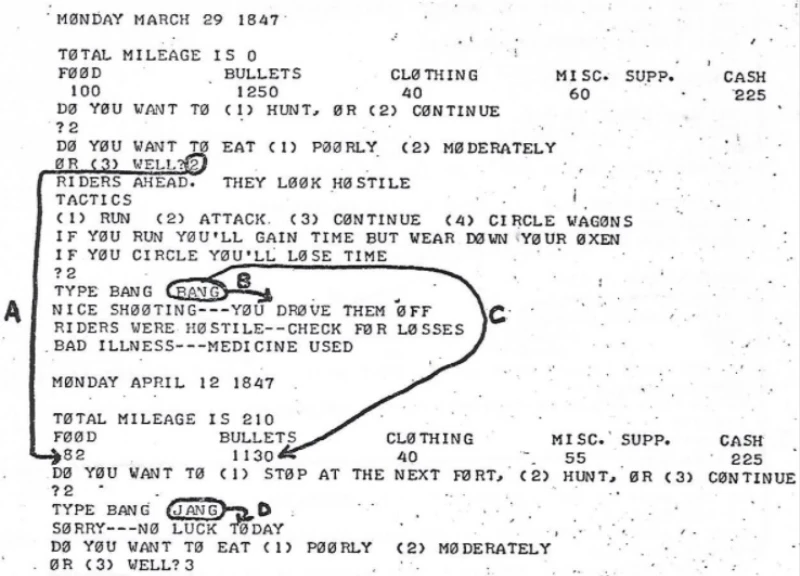 MØNDAY MARCH 29 1847
TØTAL MILEAGE IS 0
FØØD BULLETS CLØTHING MISC. SUPP. CASH
100 1250 40 60 225
DØ YØU WANT TØ (1) HUNT, ØR (2) CØNTINUE
?2
DØ YØU WANT TØ EAT (1) PØØRLY (2) MØDERATELY
ØR (3) WELL?2
RIDERS AHEAD. THEY LØØK HØSTILE
TACTICS
(1) RUN (2) ATTACK (3) CØNTINUE (4) CIRCLE WAGØNS
IF YØU RUN YØU'LL GAIN TIME BUT WEAR DØWN YØUR ØXEN
IF YØU CIRCLE YØU'LL LØSE TIME
?2
TYPE BANG BANG B
A NICE SHØØTING---YØU DRØVE THEM ØFF C
RIDERS WERE HØSTILE--CHECK FØR LØSSES
BAD ILLNESS---MEDICINE USED
MØNDAY APRIL 12 1847
TØTAL MILEAGE IS 210
FØØD BULLETS CLØTHING MISC. SUPP. CASH
82 1130 40 55 225
DØ YØU WANT TØ (1) STØP AT THE NEXT FØRT, (2) HUNT, ØR (3) CØNTINUE
?2
TYPE BANG JANG D
SØRRY---NØ LUCK TØDAY
DØ YØU WANT TØ EAT (1) PØØRLY (2) MØDERATELY
ØR (3) WELL?3